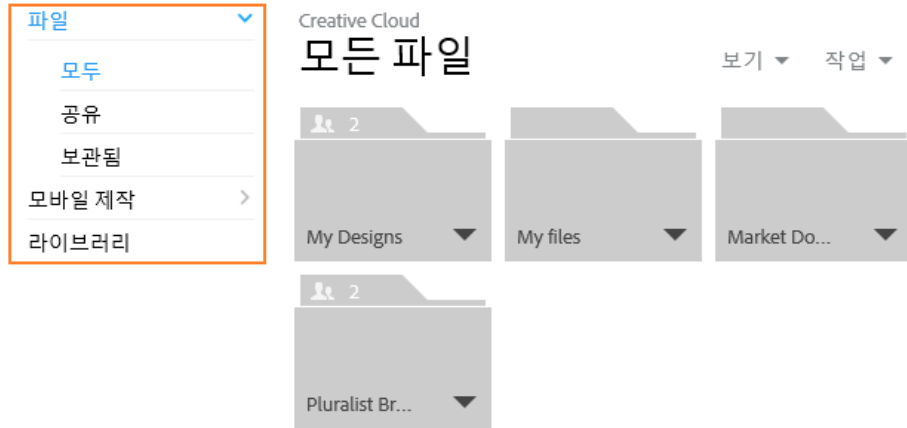 파일
모두
공유
보관됨
모바일 제작
라이브러리
Creative Cloud
모든 파일
보기
작업
2
My Designs
My files
Market Do...
2
Pluralist Br...